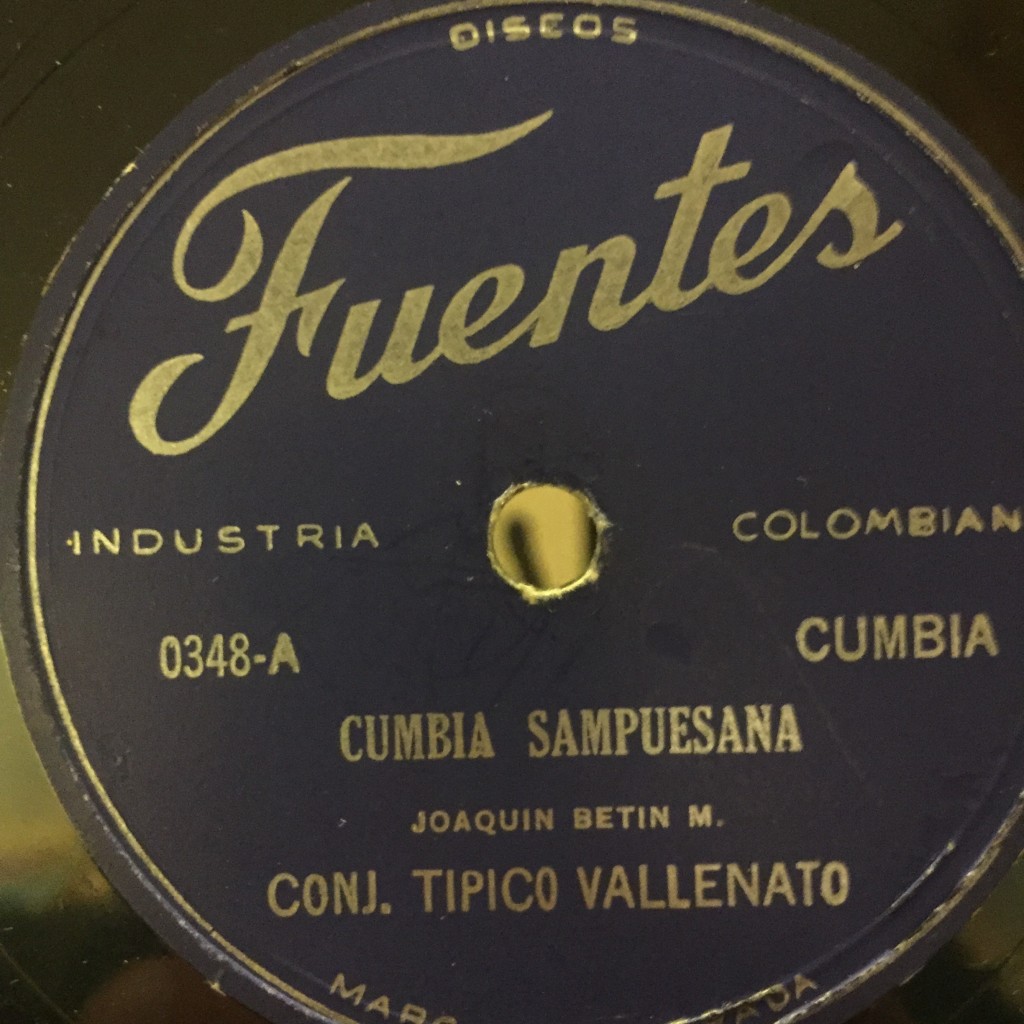 DISCOS
Fuentes
INDUSTRIA COLOMBIAN
0348-A CUMBIA
CUMBIA SAMPUESANA
JOAQUIN BETIN M.
CONJ. TIPICO VALLENATO